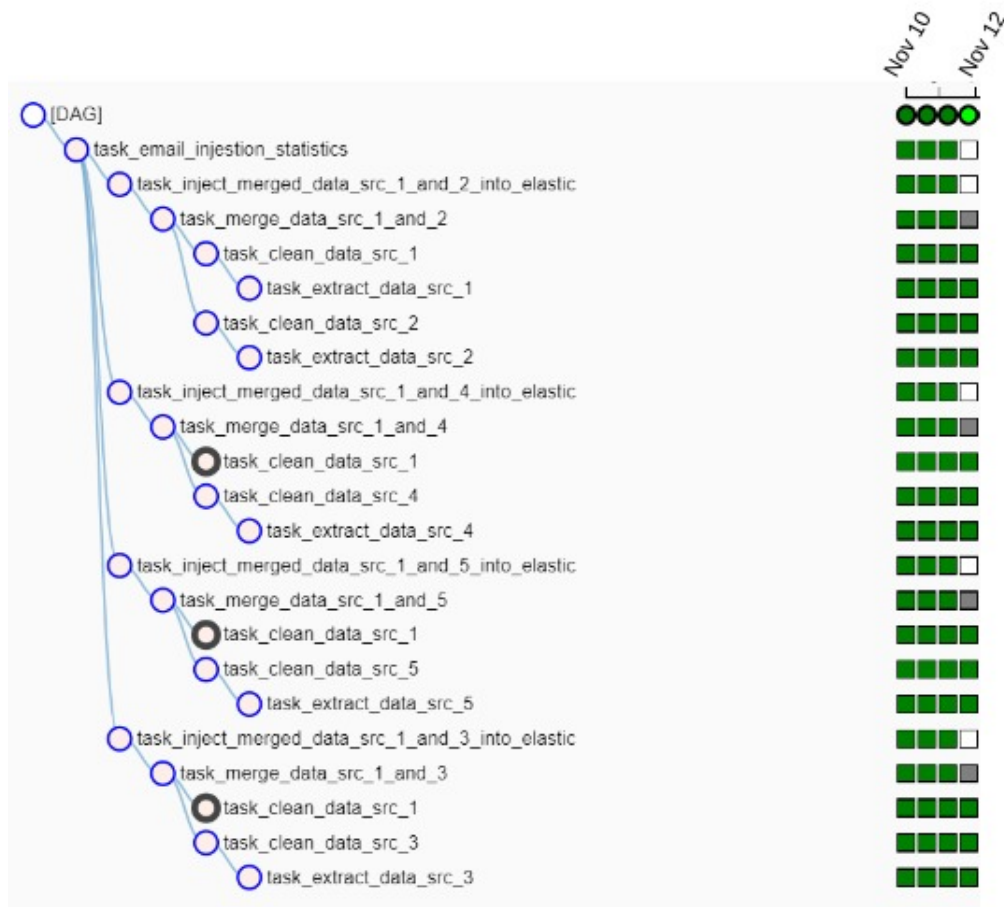 Nov 10
Nov 12
[DAG]
task_email_injestion_statistics
task_inject_merged_data_src_1_and_2_into_elastic
task_merge_data_src_1_and_2
task_clean_data_src_1
task_extract_data_src_1
task_clean_data_src_2
task_extract_data_src_2
task_inject_merged_data_src_1_and_4_into_elastic
task_merge_data_src_1_and_4
task_clean_data_src_1
task_clean_data_src_4
task_extract_data_src_4
task_inject_merged_data_src_1_and_5_into_elastic
task_merge_data_src_1_and_5
task_clean_data_src_1
task_clean_data_src_5
task_extract_data_src_5
task_inject_merged_data_src_1_and_3_into_elastic
task_merge_data_src_1_and_3
task_clean_data_src_1
task_clean_data_src_3
task_extract_data_src_3